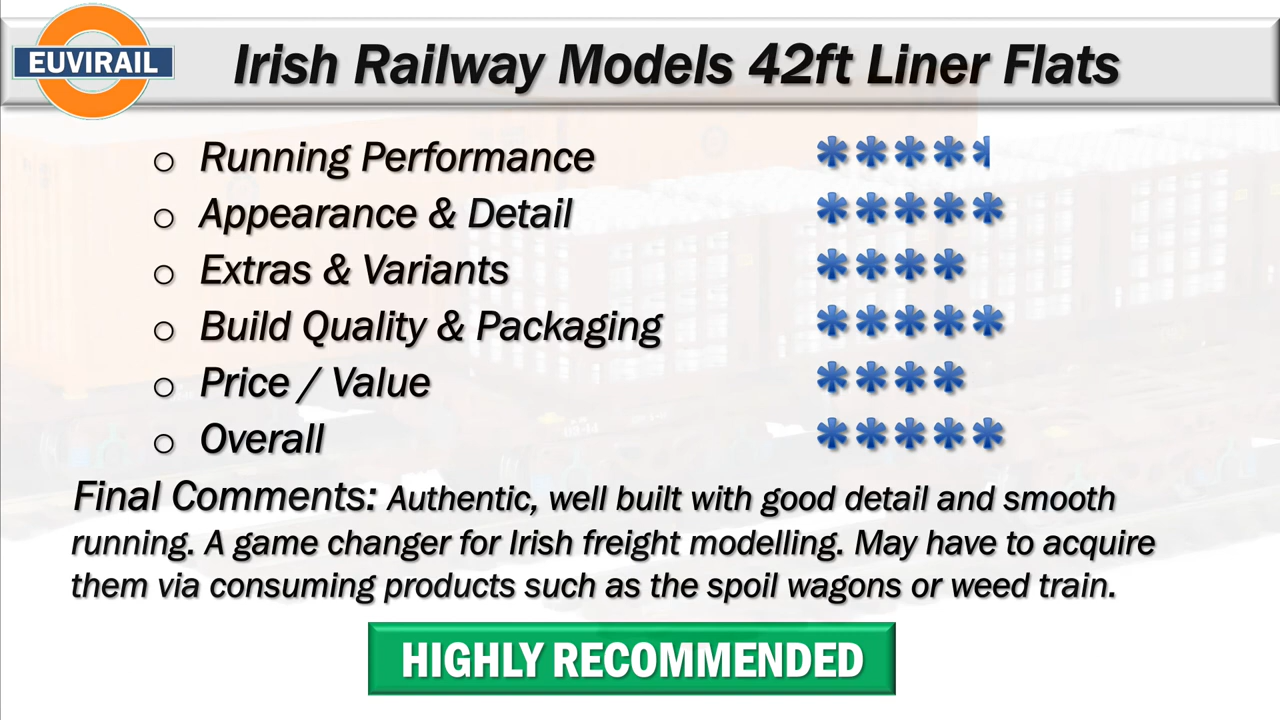 EUVIRAIL
Irish Railway Models 42ft Liner Flats
Running Performance
Appearance & Detail
Extras & Variants
Build Quality & Packaging
Price / Value
Overall
Final Comments: Authentic, well built with good detail and smooth
running. A game changer for Irish freight modelling. May have to acquire
them via consuming products such as the spoil wagons or weed train.
HIGHLY RECOMMENDED